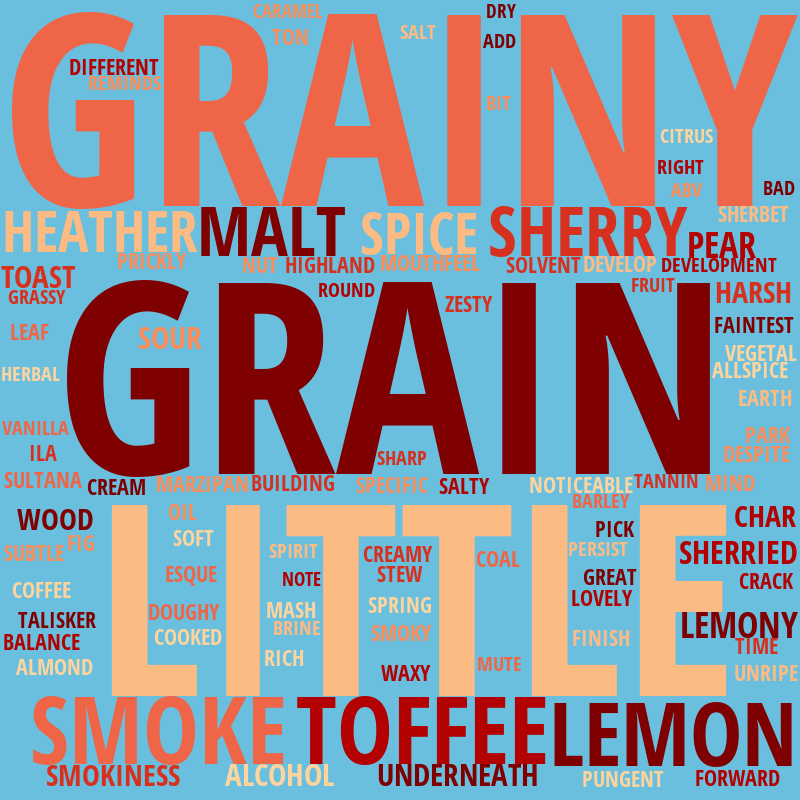 CARAMEL
DRY
TON
SALT
ADD
GRAINY
DIFFERENT
REMINDS
BIT
CITRUS
RIGHT
ABV
BAD
HEATHER
MALT
SPICE
SHERRY
SHERBET
PEAR
PRICKLY
NUT
HIGHLAND
MOUTHFEEL
SOLVENT
DEVELOP
DEVELOPMENT
TOAST
GRASSY
ROUND
ZESTY
FRUIT
HARSH
GRAIN
LEAF
SOUR
FAINTEST
VEGETAL
HERBAL
ALLSPICE
EARTH
VANILLA
PARK
ILA
SHARP
DESPITE
SULTANA
CREAM
MARZIPAN
BUILDING
SPECIFIC
SALTY
NOTICEABLE
TANNIN
MIND
BARLEY
WOOD
OIL
LITTLE
PICK
CHAR
SOFT
SUBTLE
FIG
SPIRIT
CREAMY
COAL
PERSIST
SHERRIED
ESQUE
NOTE
STEW
GREAT
CRACK
COFFEE
LOVELY
DOUGHY
MASH
SPRING
TALISKER
BRINE
SMOKY
LEMONY
BALANCE
COOKED
FINISH
TIME
ALMOND
RICH
WAXY
MUTE
UNRIPE
SMOKE
TOFFEE
LEMON
SMOKINESS
ALCOHOL
UNDERNEATH
PUNGENT
FORWARD